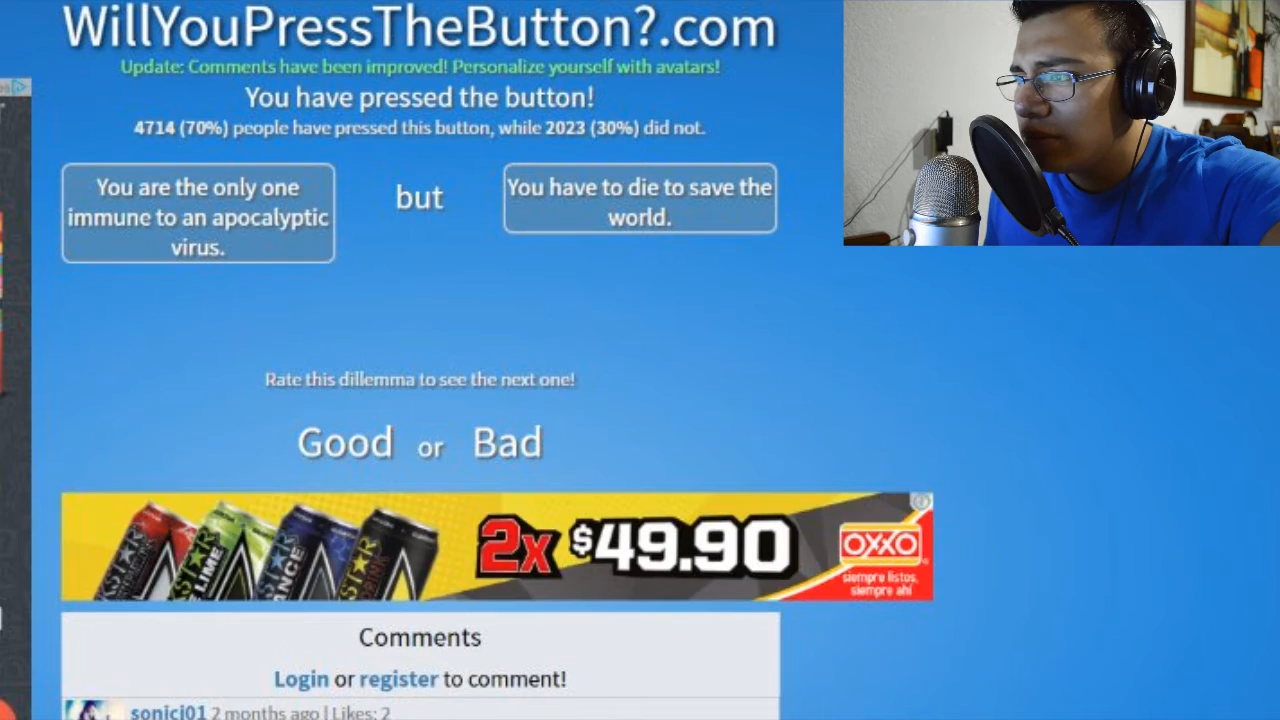 WillYouPressTheButton?.com
Update: Comments have been improved! Personalize yourself with avatars!
You have pressed the button!
4714 (70%) people have pressed this button, while 2023 (30%) did not.
You are the only one
immune to an apocalyptic
virus.
but
You have to die to save the
world.
Rate this dillemma to see the next one!
Good or Bad
2x $49.90
OXXO
siempre listos,
siempre ahí
Comments
Login or register to comment!
sonicj01 2 months ago | Likes: 2